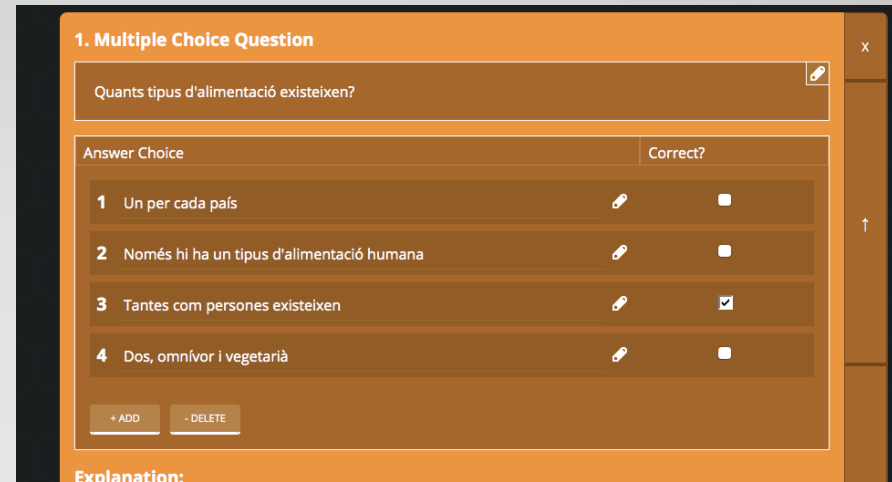 1. Multiple Choice Question
x
Quants tipus d'alimentació existeixen?
Answer Choice Correct?
1 Un per cada país
2 Només hi ha un tipus d'alimentació humana
↑
3 Tantes com persones existeixen
4 Dos, omnívor i vegetarià
+ ADD - DELETE
Explanation: